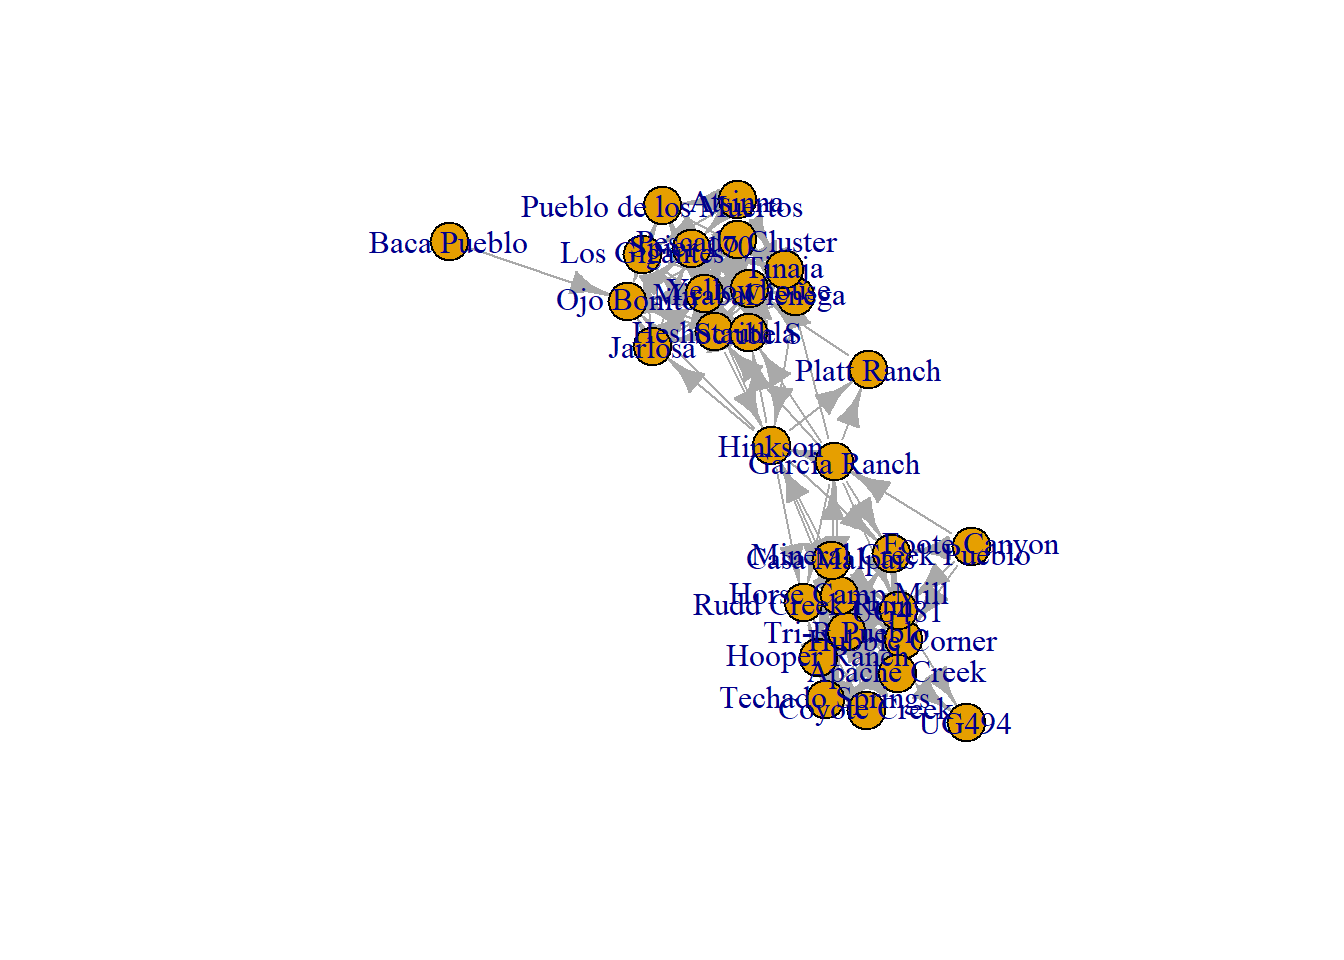 Pueblo de los Muertos
Atsinna
Baca Pueblo
Los Gigantes
Pescado Cluster
Tinaja
Ojo Bonito
Mirabal
Yellowhouse
Cienega
Heshotauthla
Scribe S
Jarlosa
Platt Ranch
Hinkson
Garcia Ranch
Foote Canyon
Mineral Creek Pueblo
Casa Malpais
Horse Camp Mill
Rudd Creek Ruin
UG481
Tri-R Pueblo
Hubble Corner
Hooper Ranch
Apache Creek
Techado Springs
Coyote Creek
UG494